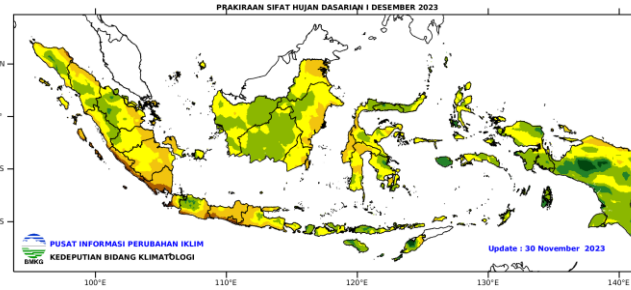 PRAKIRAAN SIFAT HUJAN DASARIAN I DESEMBER 2023
N
°
S
S
PUSAT INFORMASI PERUBAHAN IKLIM
KEDEPUTIAN BIDANG KLIMATOLOGI
BMKG
Update : 30 November 2023
100°E
110°E
120°E
130°E
140°E